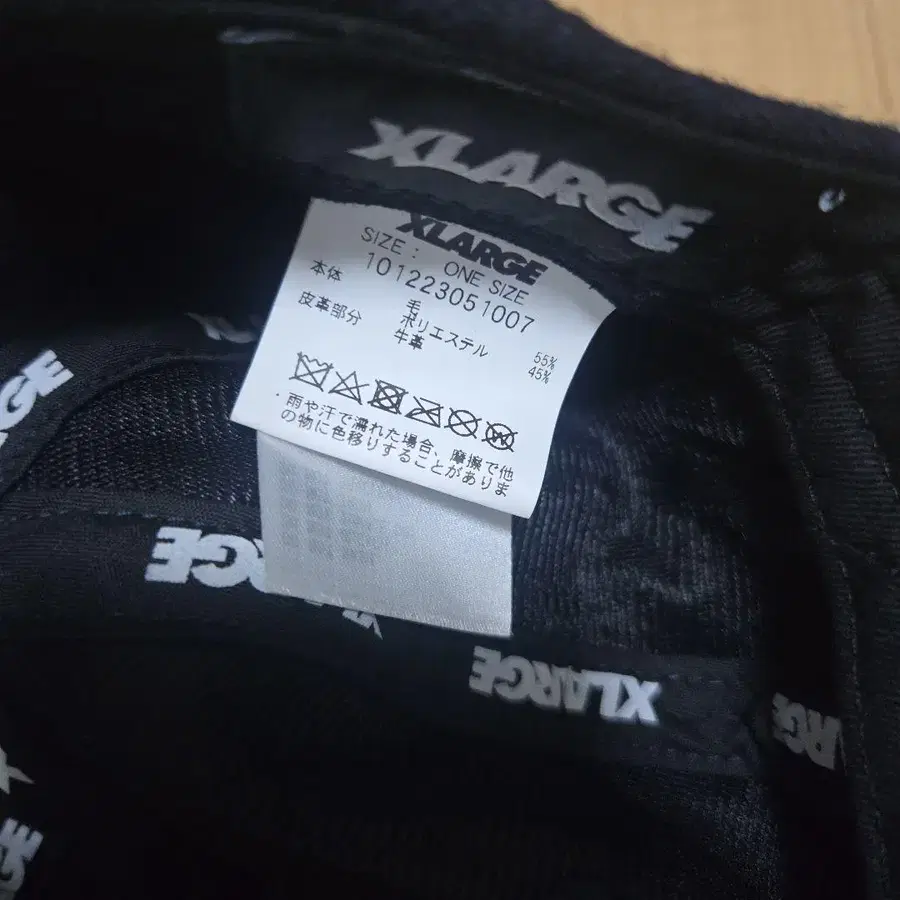 XLARGE
XLARGE
SIZE : ONE SIZE
101223051007
本体 毛 55%
ポリエステル 45%
皮革部分 牛革
・雨や汗で濡れた場合、摩擦で他
の物に色移りすることがありま
XLARGE
XLARGE